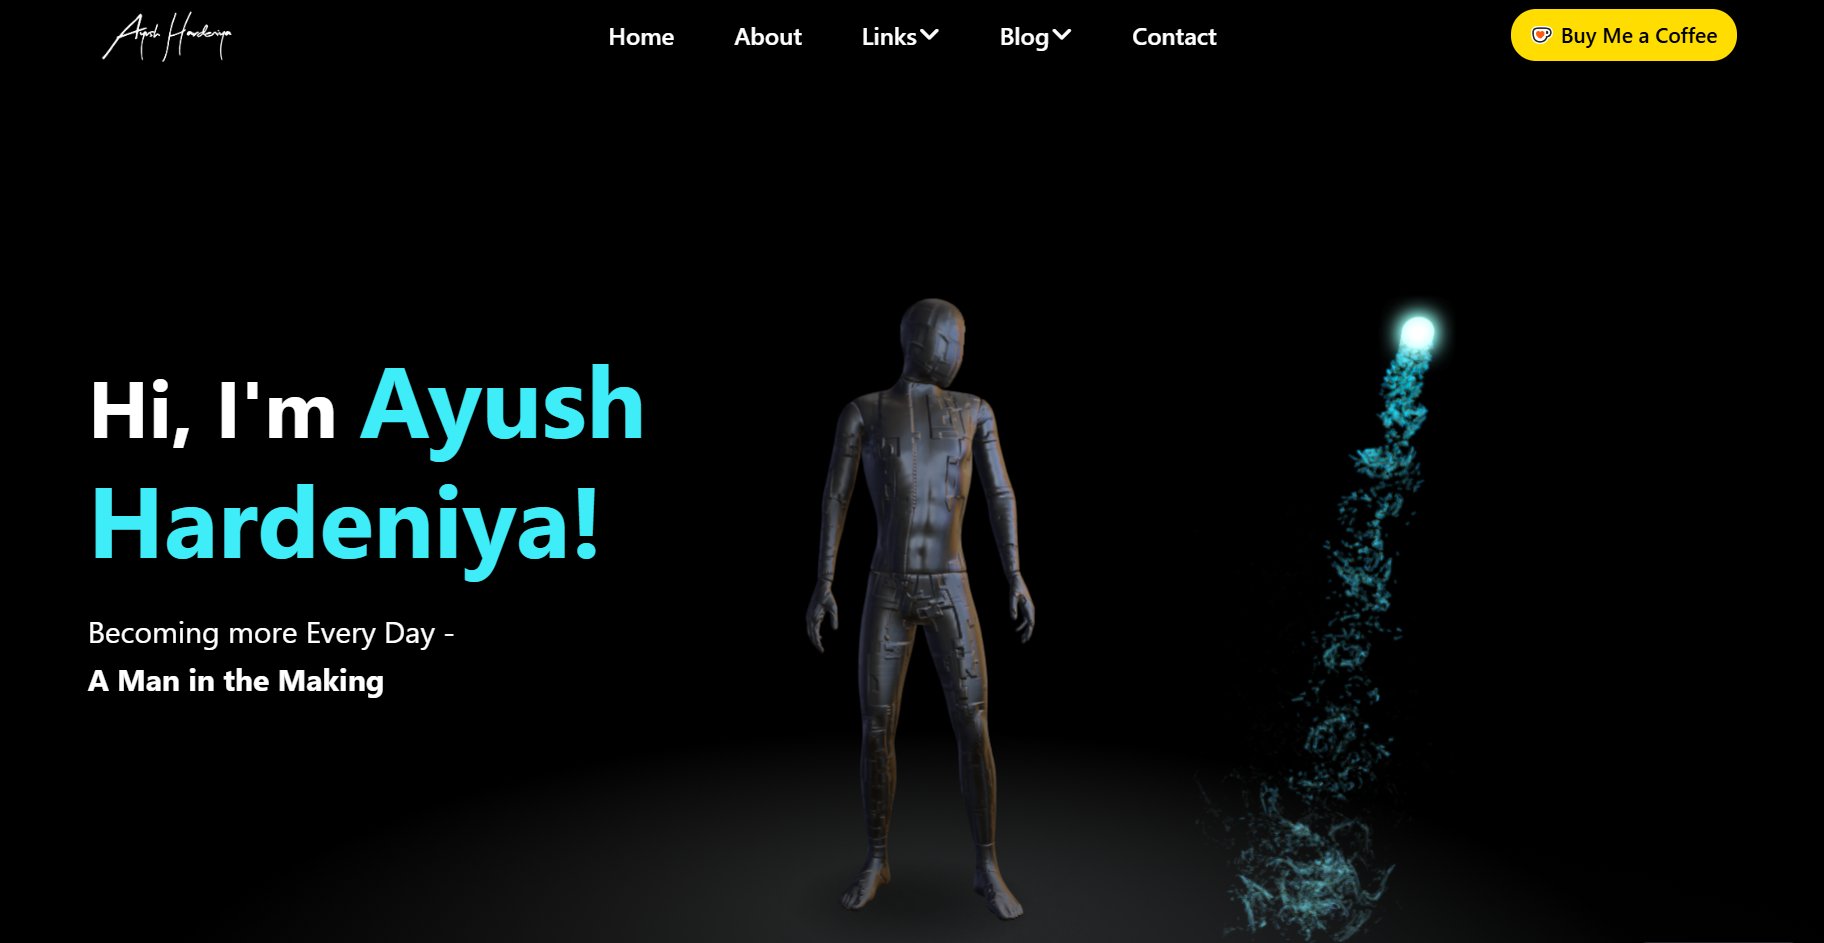 Ayush Hardeniya
Home About Links Blog Contact
Buy Me a Coffee
Hi, I'm Ayush
Hardeniya!
Becoming more Every Day -
A Man in the Making